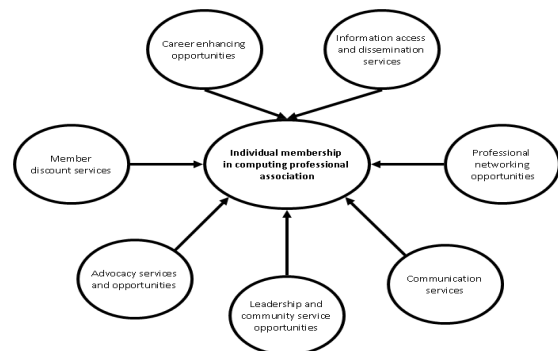 Career enhancing
opportunities
Information access
and dissemination
services
Member
discount services
Individual membership
in computing professional
association
Professional
networking
opportunities
Advocacy services
and opportunities
Leadership and
community service
opportunities
Communication
services